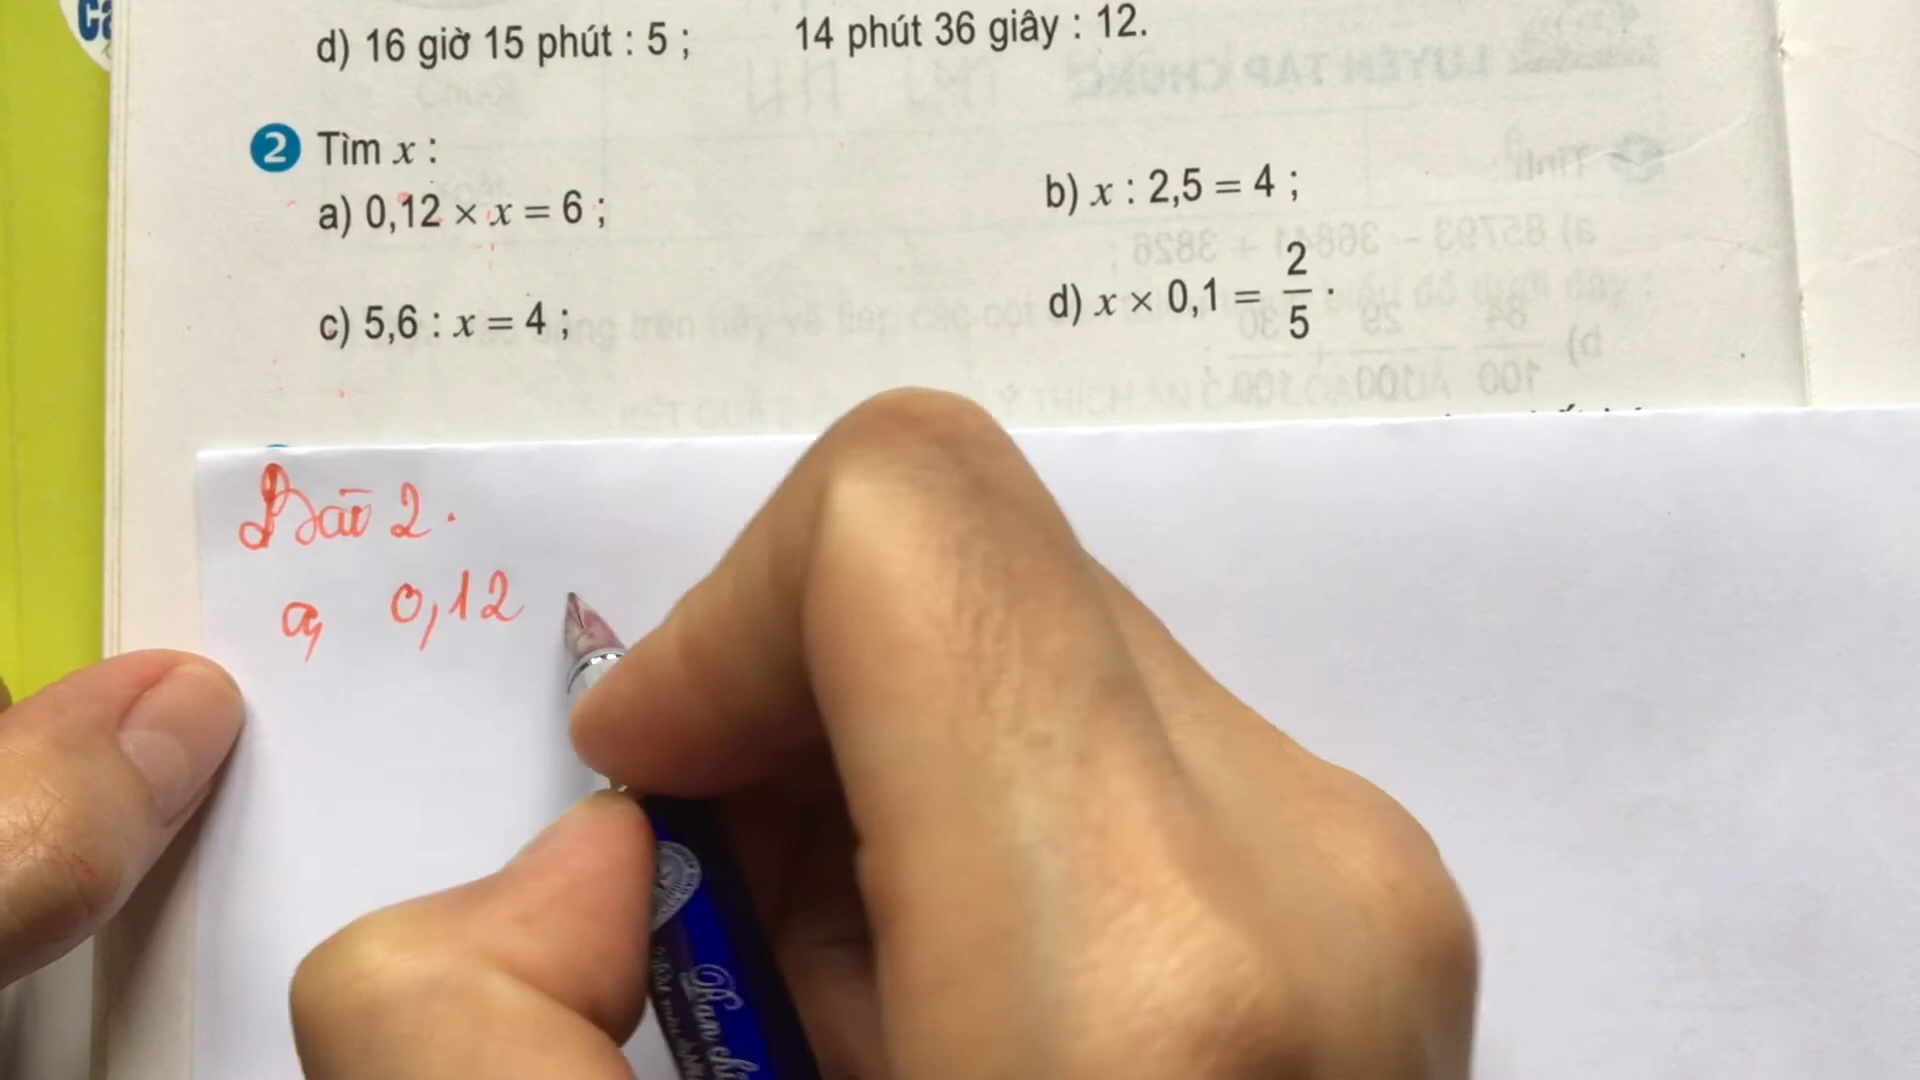 d) 16 giờ 15 phút : 5 ; 14 phút 36 giây : 12.
2 Tìm x :
a) 0,12 × x = 6 ; b) x : 2,5 = 4 ;
c) 5,6 : x = 4 ; d) x × 0,1 = 2/5 .
Bài 2.
a, 0,12